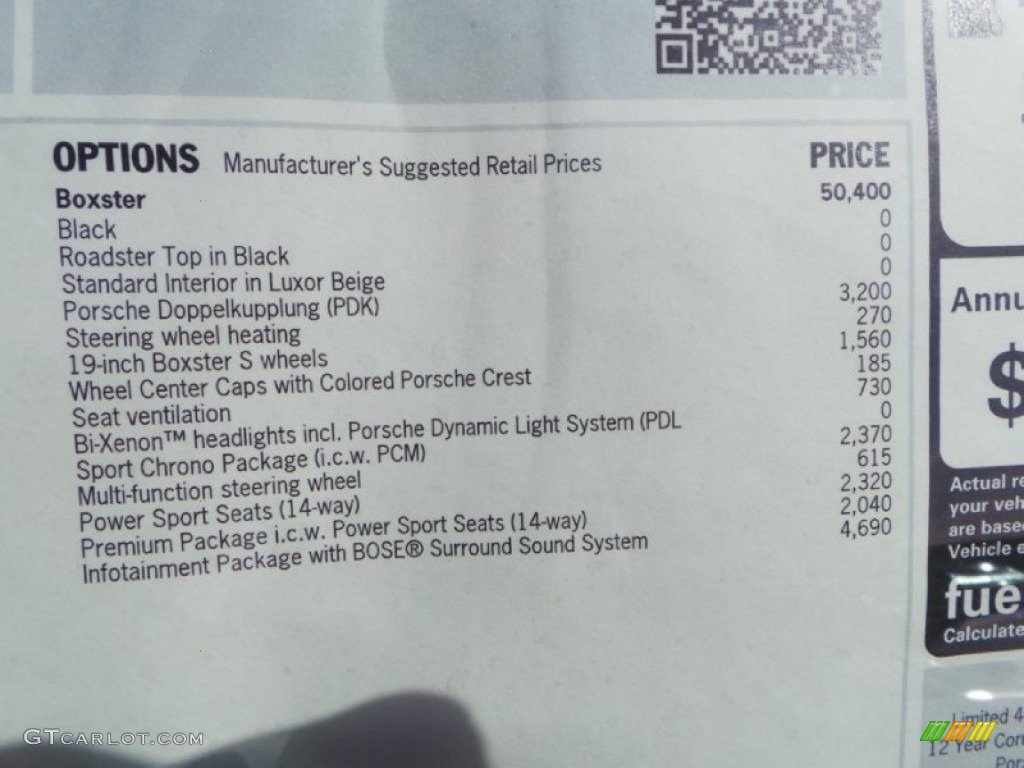 OPTIONS Manufacturer's Suggested Retail Prices PRICE
Boxster 50,400
Black 0
Roadster Top in Black 0
Standard Interior in Luxor Beige 0
Porsche Doppelkupplung (PDK) 3,200
Steering wheel heating 270
19-inch Boxster S wheels 1,560
Wheel Center Caps with Colored Porsche Crest 185
Seat ventilation 730
Bi-Xenon™ headlights incl. Porsche Dynamic Light System (PDL 0
Sport Chrono Package (i.c.w. PCM) 2,370
Multi-function steering wheel 615
Power Sport Seats (14-way) 2,320
Premium Package i.c.w. Power Sport Seats (14-way) 2,040
Infotainment Package with BOSE® Surround Sound System 4,690
Annu
$
Actual re
your veh
are base
Vehicle e
fue
Calculate
Limited 4
12 Year Corr
Por
GTCARLOT.COM